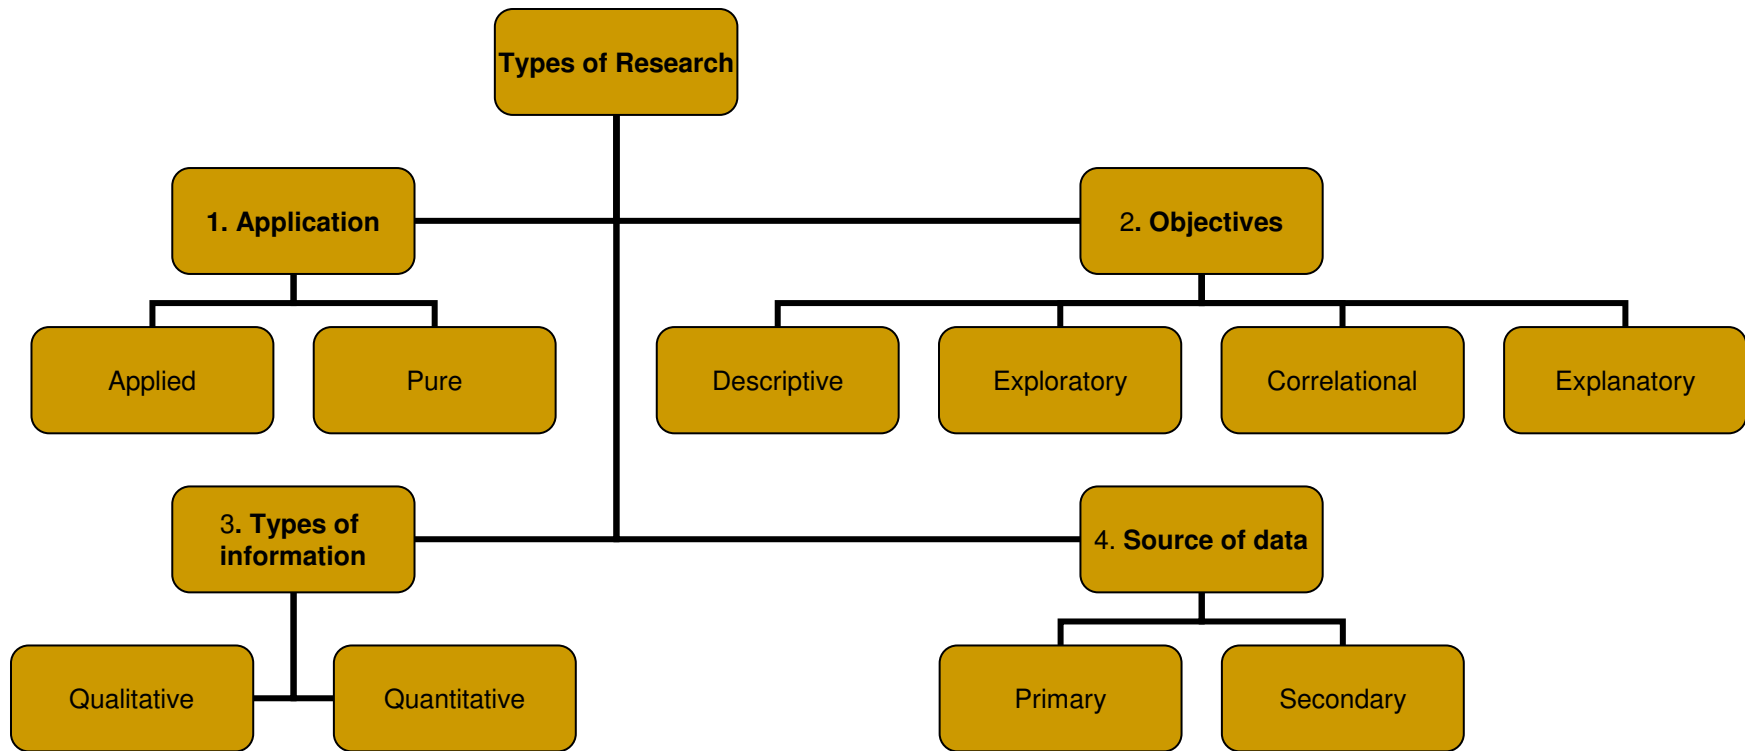 Types of Research
1. Application
2. Objectives
Applied
Pure
Descriptive
Exploratory
Correlational
Explanatory
3. Types of
information
4. Source of data
Qualitative
Quantitative
Primary
Secondary